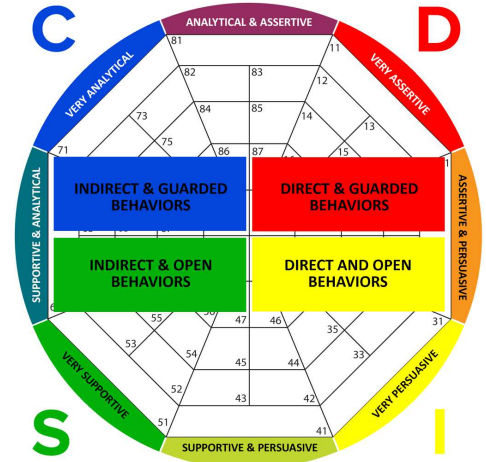 C
D
ANALYTICAL & ASSERTIVE
81
11
VERY ANALYTICAL
VERY ASSERTIVE
82
83
12
73
84
85
14
13
71
75
86
87
15
SUPPORTIVE & ANALYTICAL
ASSERTIVE & PERSUASIVE
INDIRECT & GUARDED
BEHAVIORS
DIRECT & GUARDED
BEHAVIORS
INDIRECT & OPEN
BEHAVIORS
DIRECT AND OPEN
BEHAVIORS
55
47
46
35
31
53
54
45
44
33
52
43
42
51
41
VERY SUPPORTIVE
VERY PERSUASIVE
S
SUPPORTIVE & PERSUASIVE
I